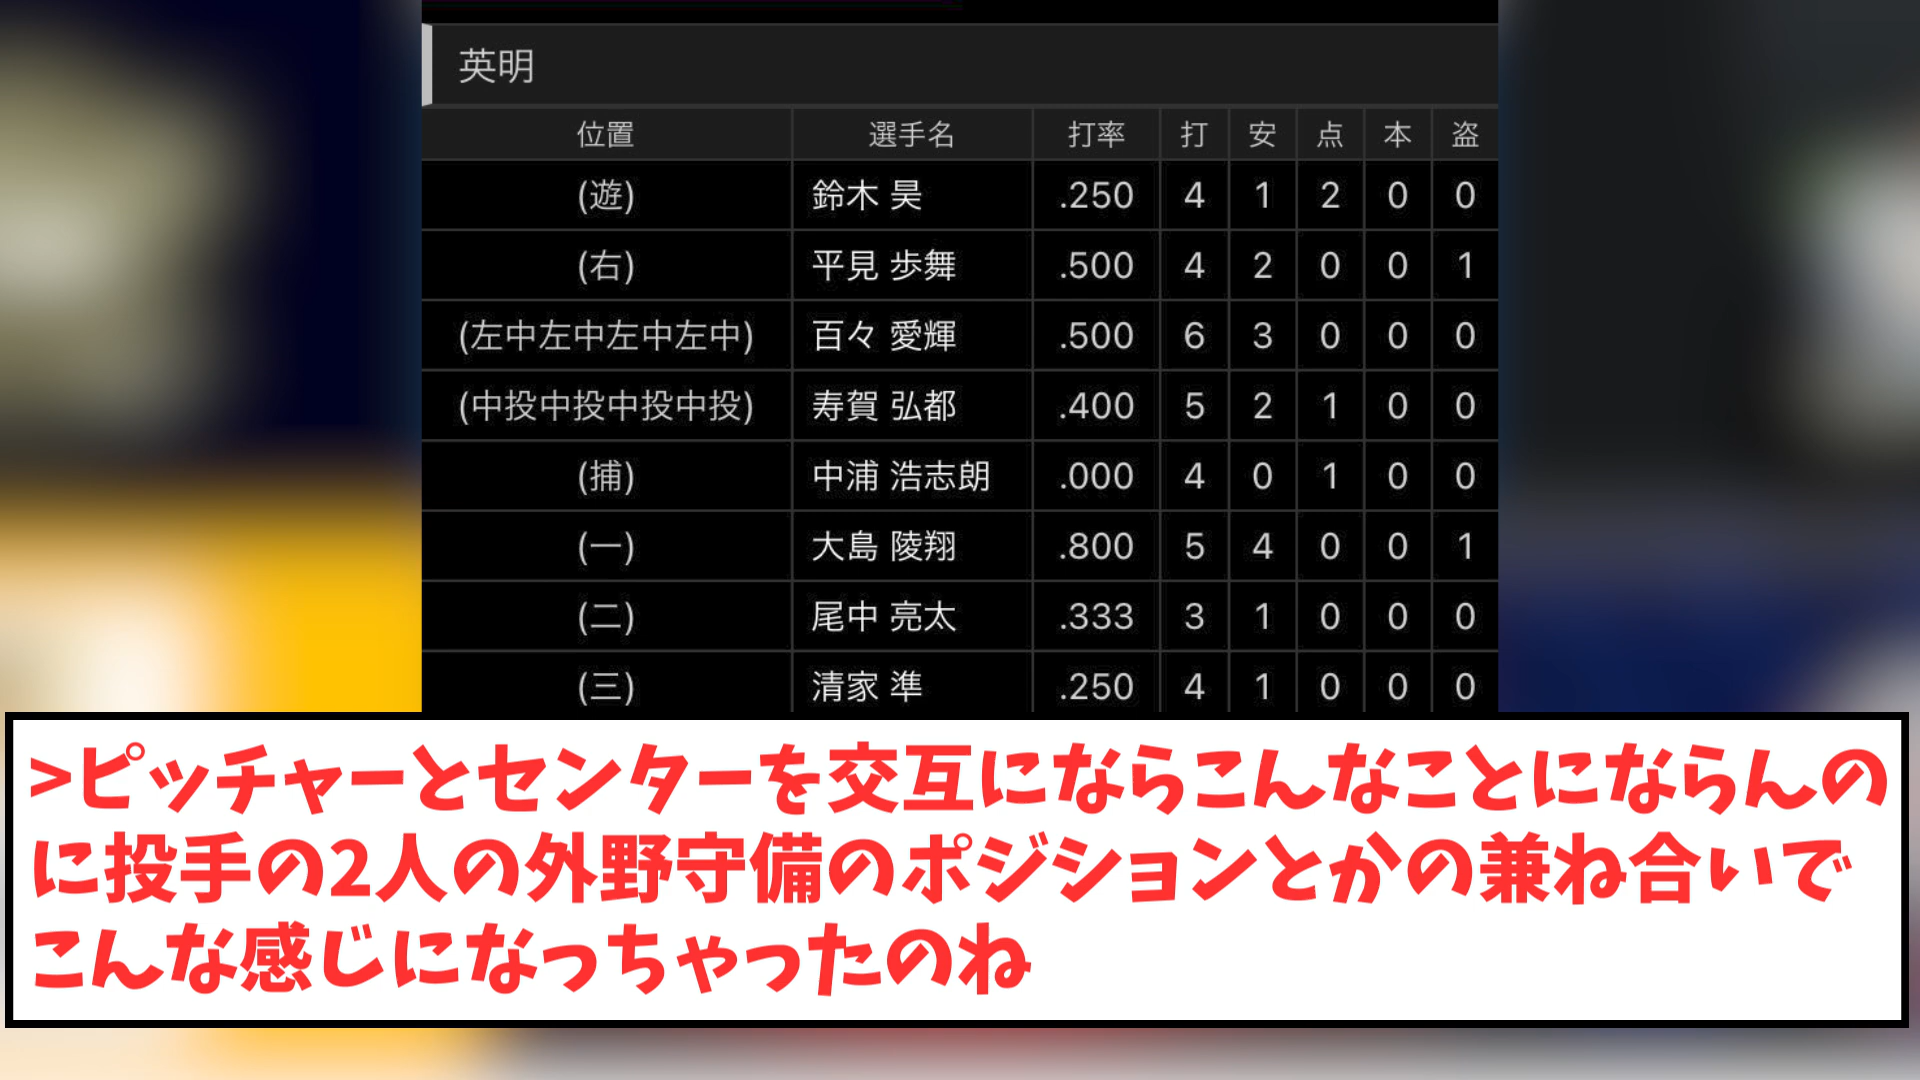 英明
位置 選手名 打率 打 安 点 本 盗
(遊) 鈴木 昊 .250 4 1 2 0 0
(右) 平見 歩舞 .500 4 2 0 0 1
(左中左中左中左中) 百々 愛輝 .500 6 3 0 0 0
(中投中投中投中投) 寿賀 弘都 .400 5 2 1 0 0
(捕) 中浦 浩志朗 .000 4 0 1 0 0
(一) 大島 陵翔 .800 5 4 0 0 1
(二) 尾中 亮太 .333 3 1 0 0 0
(三) 清家 準 .250 4 1 0 0 0
>ピッチャーとセンターを交互にならこんなことにならんの
に投手の2人の外野守備のポジションとかの兼ね合いで
こんな感じになっちゃったのね